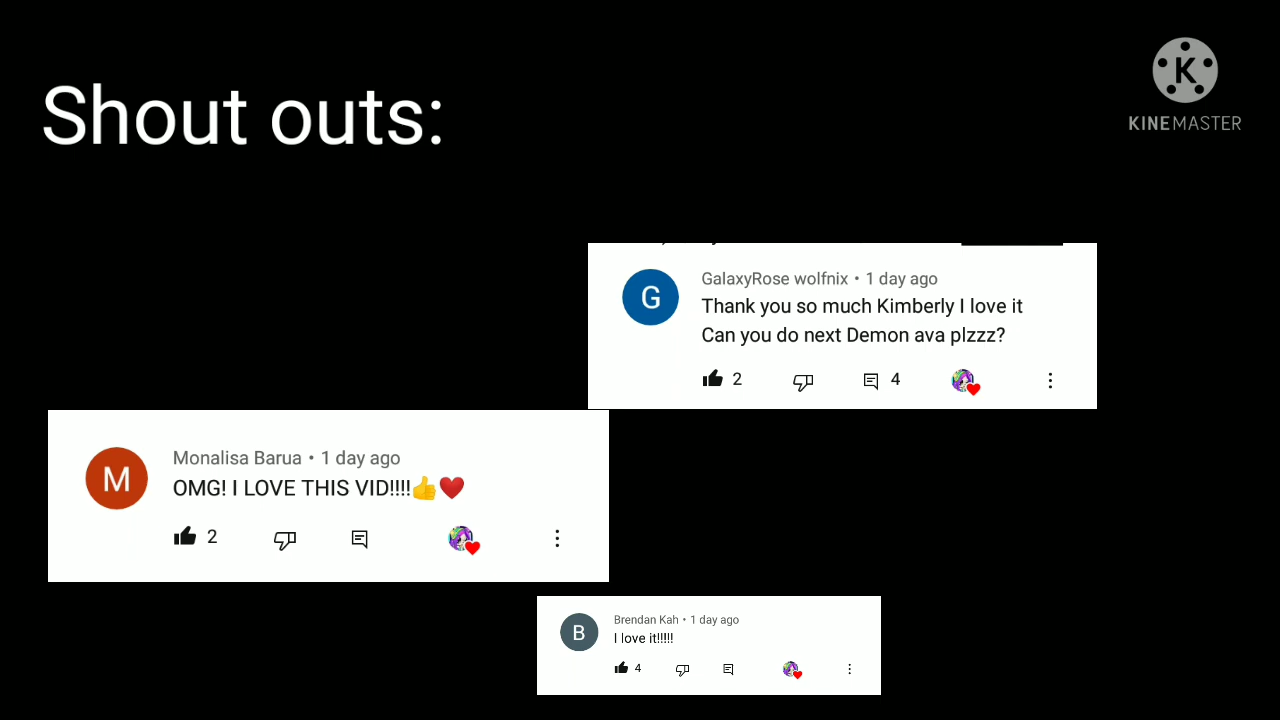 Shout outs:
K
KINEMASTER
G
GalaxyRose wolfnix • 1 day ago
Thank you so much Kimberly I love it
Can you do next Demon ava plzzz?
2
4
M
Monalisa Barua • 1 day ago
OMG! I LOVE THIS VID!!!!👍❤️
2
B
Brendan Kah • 1 day ago
I love it!!!!!
4